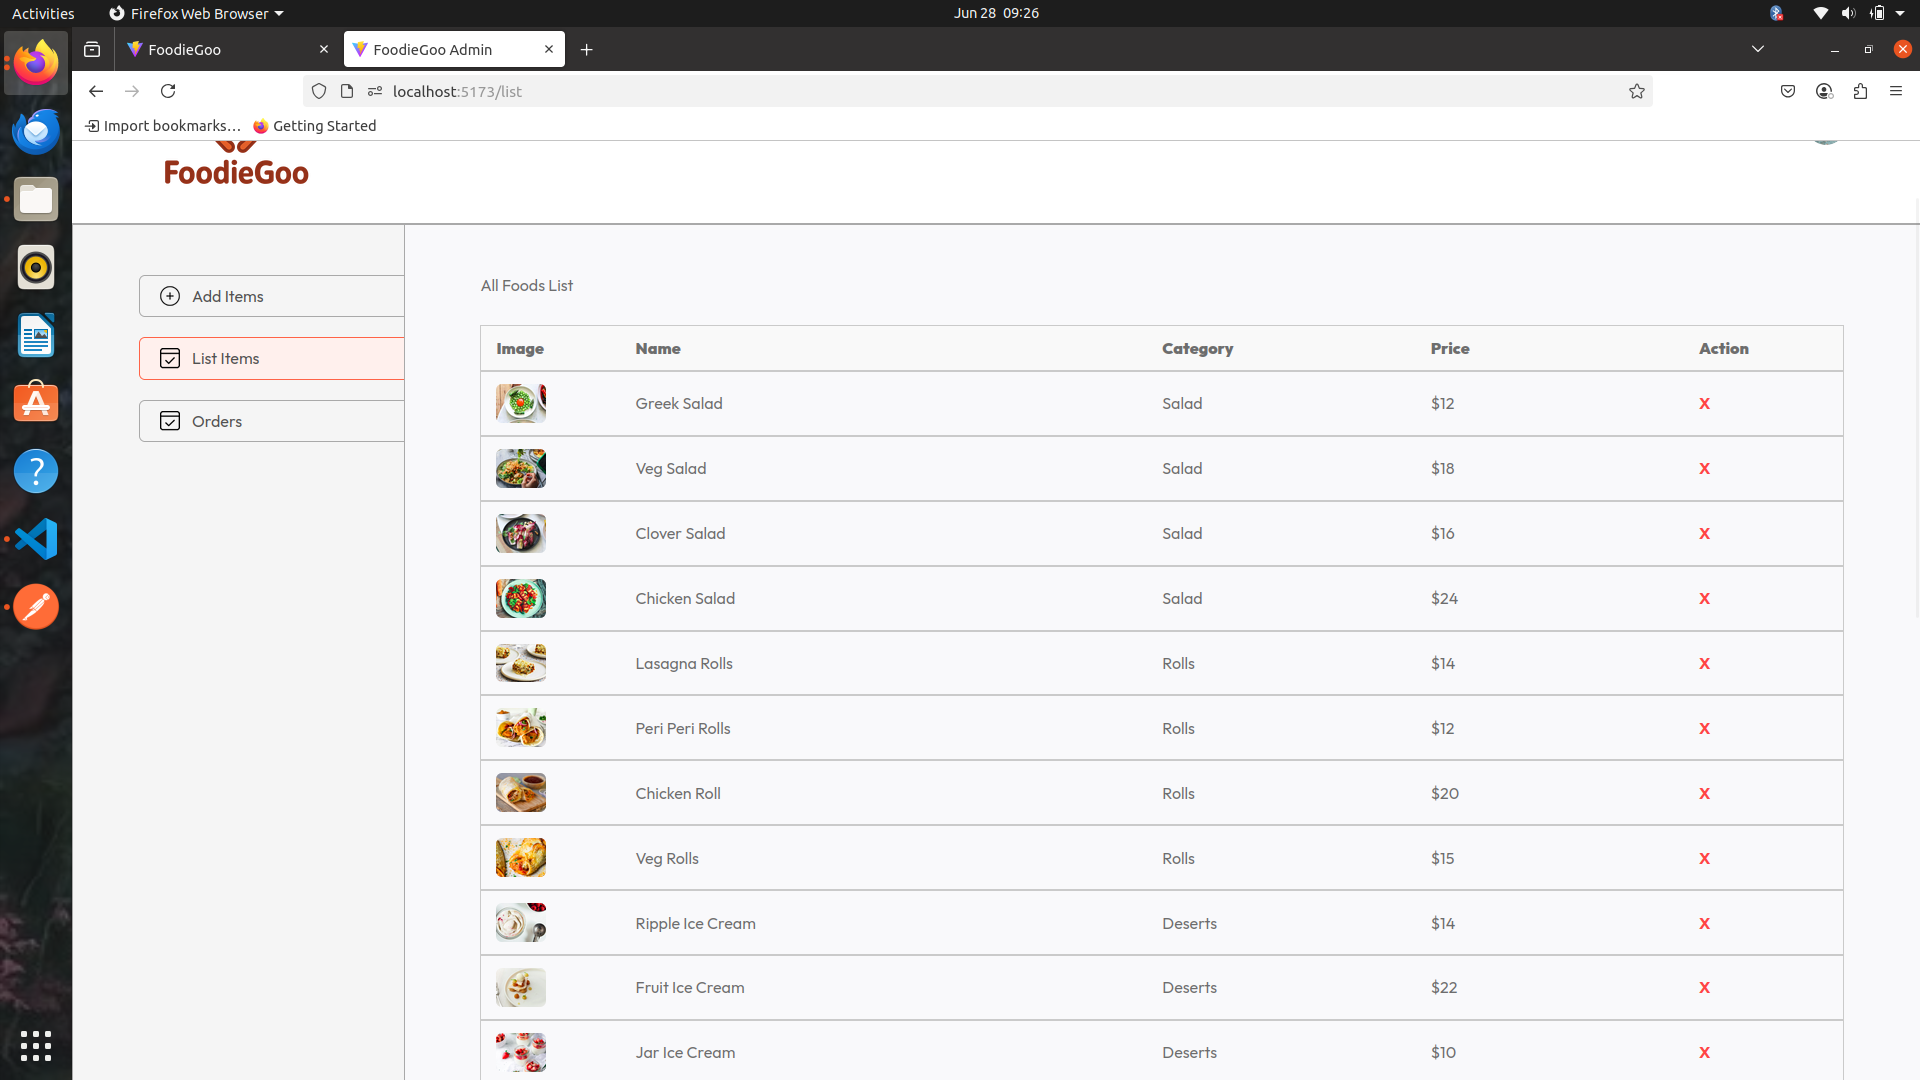 Activities Firefox Web Browser Jun 28 09:26
FoodieGoo FoodieGoo Admin
localhost:5173/list
Import bookmarks... Getting Started
FoodieGoo
Add Items
List Items
Orders
All Foods List
Image Name Category Price Action
Greek Salad Salad $12 X
Veg Salad Salad $18 X
Clover Salad Salad $16 X
Chicken Salad Salad $24 X
Lasagna Rolls Rolls $14 X
Peri Peri Rolls Rolls $12 X
Chicken Roll Rolls $20 X
Veg Rolls Rolls $15 X
Ripple Ice Cream Deserts $14 X
Fruit Ice Cream Deserts $22 X
Jar Ice Cream Deserts $10 X